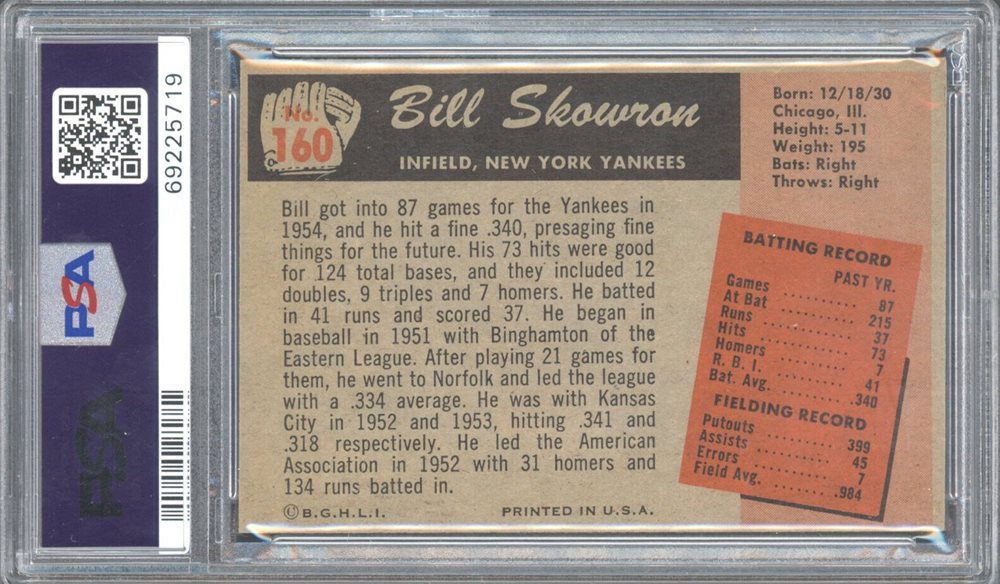 69225719
PSA
PSA
No.
160
Bill Skowron
INFIELD, NEW YORK YANKEES
Born: 12/18/30
Chicago, Ill.
Height: 5-11
Weight: 195
Bats: Right
Throws: Right
Bill got into 87 games for the Yankees in
1954, and he hit a fine .340, presaging fine
things for the future. His 73 hits were good
for 124 total bases, and they included 12
doubles, 9 triples and 7 homers. He batted
in 41 runs and scored 37. He began in
baseball in 1951 with Binghamton of the
Eastern League. After playing 21 games for
them, he went to Norfolk and led the league
with a .334 average. He was with Kansas
City in 1952 and 1953, hitting .341 and
.318 respectively. He led the American
Association in 1952 with 31 homers and
134 runs batted in.
BATTING RECORD
PAST YR.
Games .......... 87
At Bat .......... 215
Runs .......... 37
Hits .......... 73
Homers .......... 7
R. B. I. .......... 41
Bat. Avg. .......... .340
FIELDING RECORD
Putouts .......... 399
Assists .......... 45
Errors .......... 7
Field Avg. .......... .984
©B.G.H.L.I. PRINTED IN U.S.A.